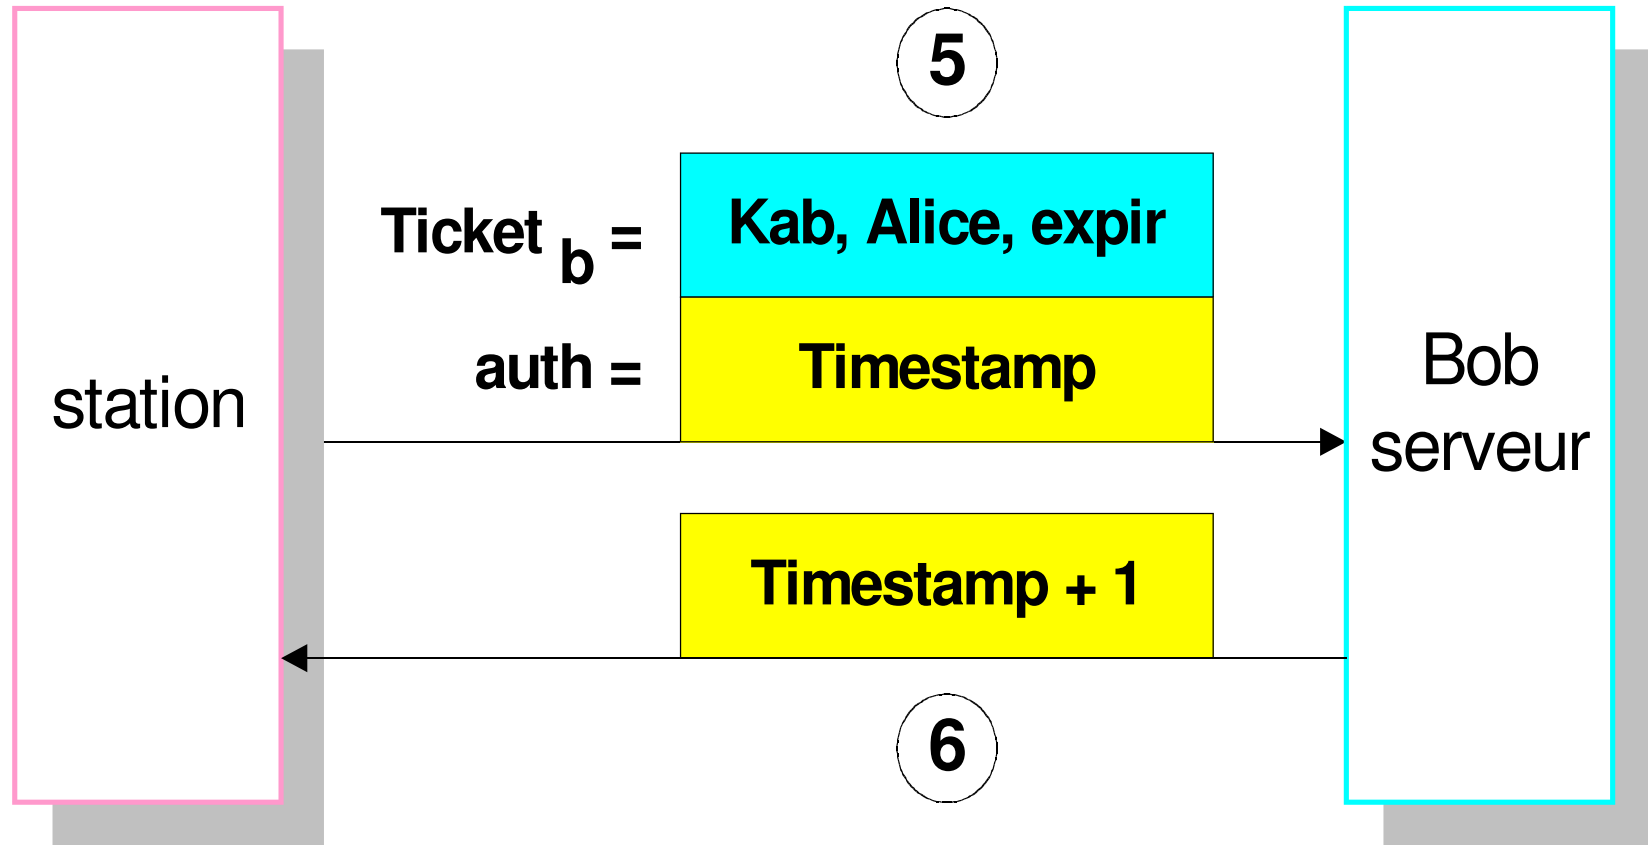 5
Ticket b = Kab, Alice, expir
auth = Timestamp
station
Bob
serveur
Timestamp + 1
6